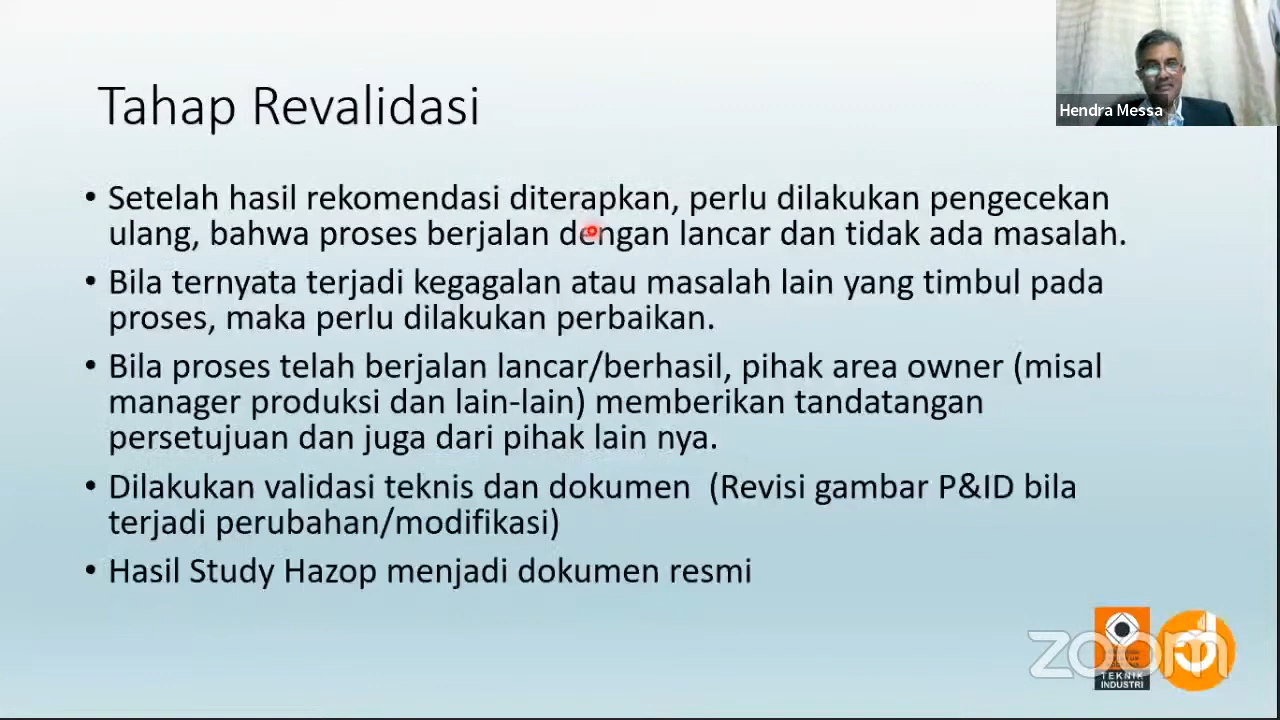 Hendra Messa
Tahap Revalidasi
• Setelah hasil rekomendasi diterapkan, perlu dilakukan pengecekan
ulang, bahwa proses berjalan dengan lancar dan tidak ada masalah.
• Bila ternyata terjadi kegagalan atau masalah lain yang timbul pada
proses, maka perlu dilakukan perbaikan.
• Bila proses telah berjalan lancar/berhasil, pihak area owner (misal
manager produksi dan lain-lain) memberikan tandatangan
persetujuan dan juga dari pihak lain nya.
• Dilakukan validasi teknis dan dokumen (Revisi gambar P&ID bila
terjadi perubahan/modifikasi)
• Hasil Study Hazop menjadi dokumen resmi
zoom
TEKNIK
INDUSTRI